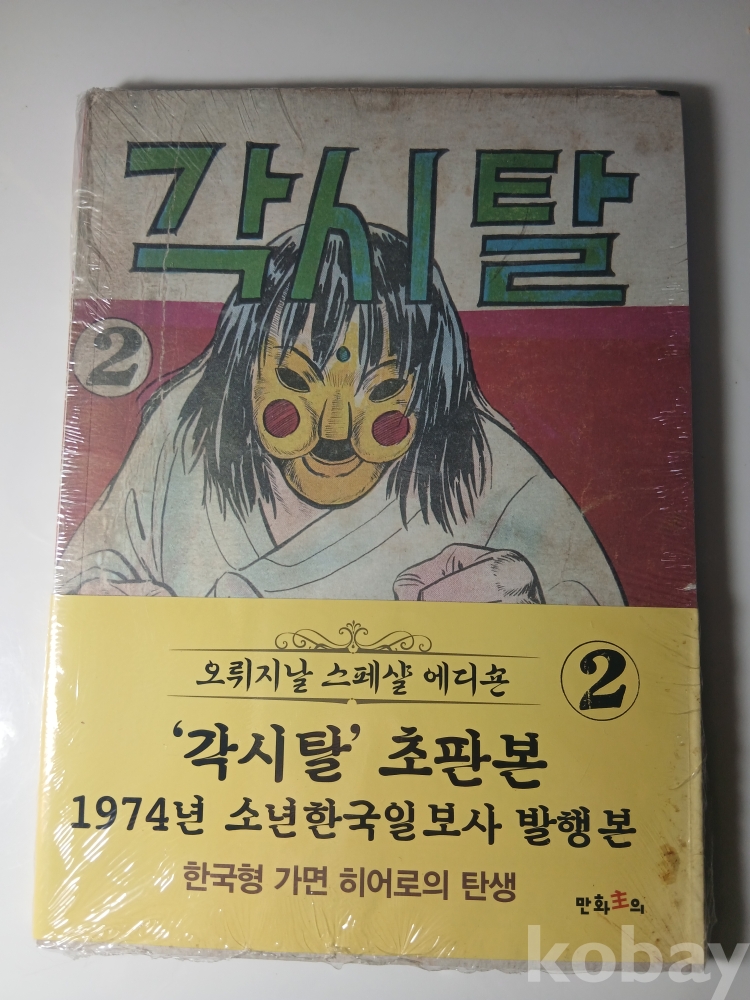 각시탈
2
오뤼지날 스페샬 에디숀
2
‘각시탈’ 초판본
1974년 소년한국일보사 발행본
한국형 가면 히어로의 탄생
만화主의
kobay